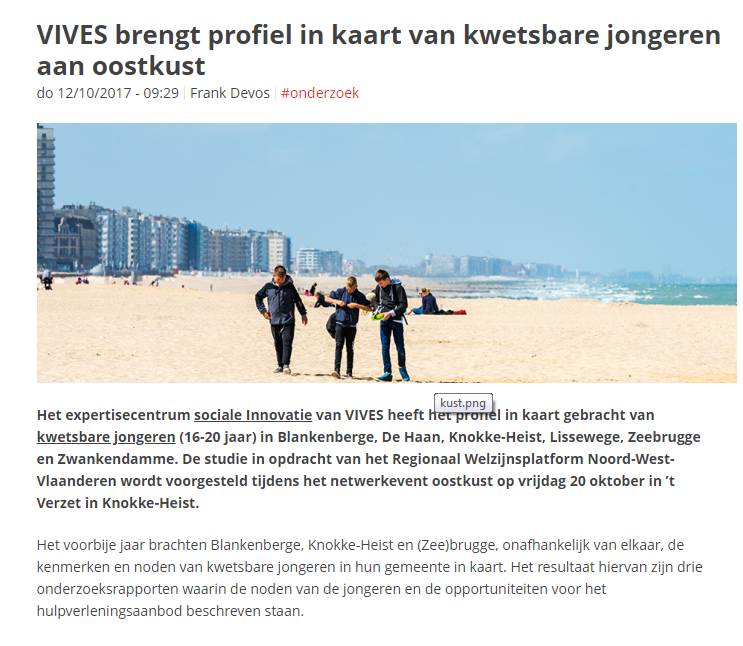 VIVES brengt profiel in kaart van kwetsbare jongeren
aan oostkust
do 12/10/2017 - 09:29 Frank Devos #onderzoek
kust.png
Het expertisecentrum sociale Innovatie van VIVES heeft het profiel in kaart gebracht van
kwetsbare jongeren (16-20 jaar) in Blankenberge, De Haan, Knokke-Heist, Lissewege, Zeebrugge
en Zwankendamme. De studie in opdracht van het Regionaal Welzijnsplatform Noord-West-
Vlaanderen wordt voorgesteld tijdens het netwerkevent oostkust op vrijdag 20 oktober in ’t
Verzet in Knokke-Heist.
Het voorbije jaar brachten Blankenberge, Knokke-Heist en (Zee)brugge, onafhankelijk van elkaar, de
kenmerken en noden van kwetsbare jongeren in hun gemeente in kaart. Het resultaat hiervan zijn drie
onderzoeksrapporten waarin de noden van de jongeren en de opportuniteiten voor het
hulpverleningsaanbod beschreven staan.